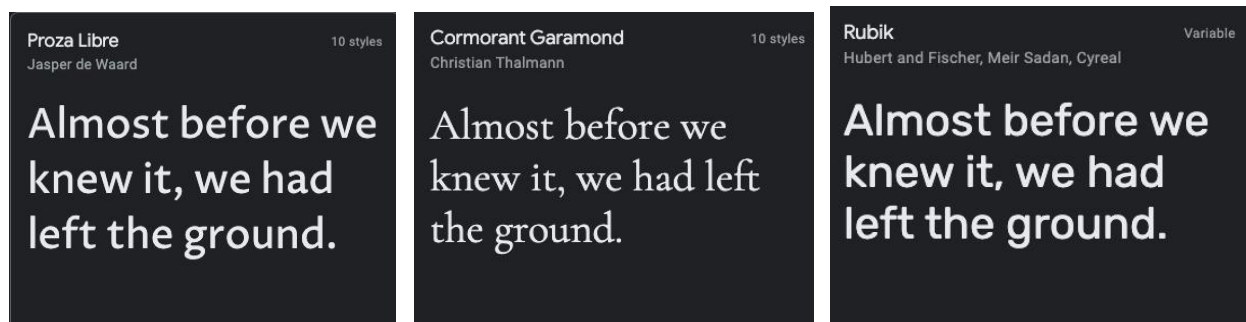 Proza Libre
10 styles
Jasper de Waard
Almost before we
knew it, we had
left the ground.
Cormorant Garamond
10 styles
Christian Thalmann
Almost before we
knew it, we had left
the ground.
Rubik
Variable
Hubert and Fischer, Meir Sadan, Cyreal
Almost before we
knew it, we had
left the ground.